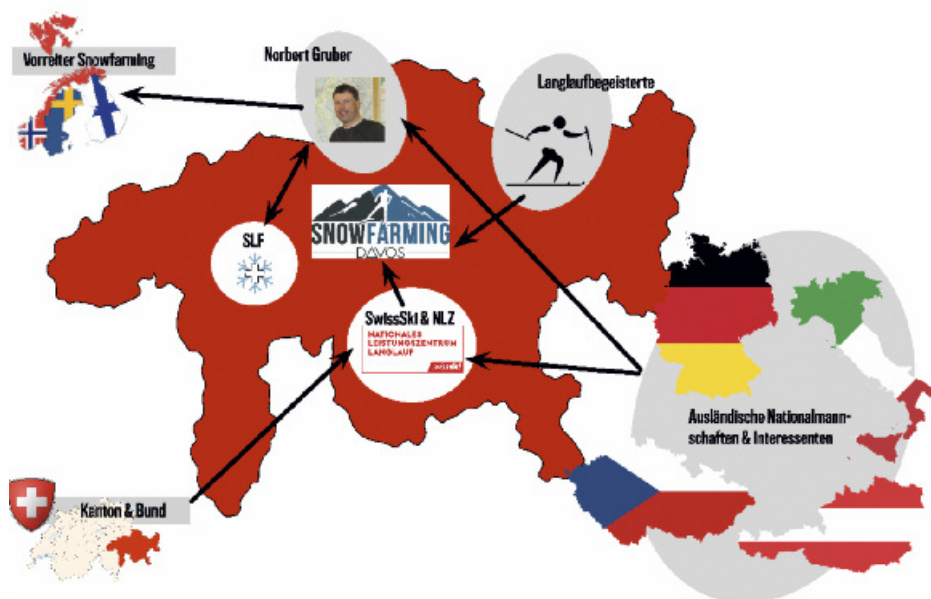 Vorreiter Snowfarming
Norbert Gruber
Langlaufbegeisterte
SLF
SNOWFARMING
DAVOS
SwissSki & NLZ
NATIONALES
LEISTUNGSZENTRUM
LANGLAUF
Ausländische Nationalmann-
schaften & Interessenten
Kanton & Bund